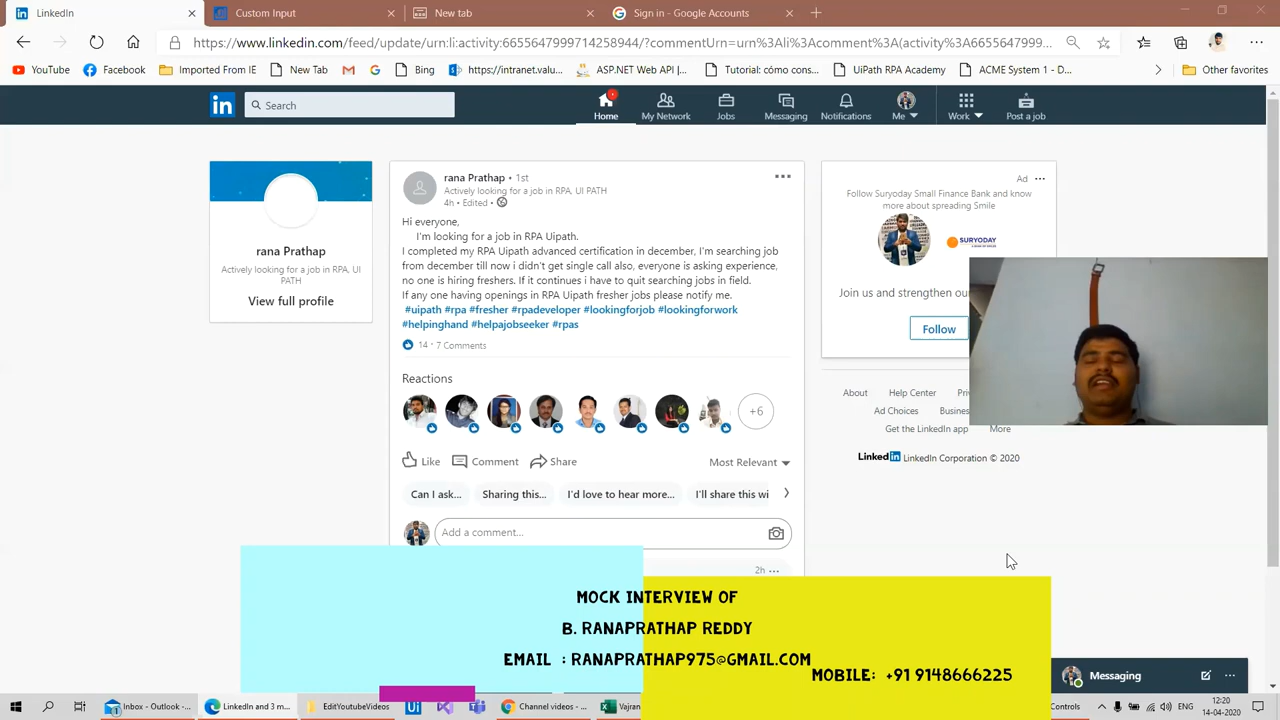 LinkedIn
Custom Input
YouTube
Sign in - Google Accounts
https://www.linkedin.com/feed/update/urn:li:activity:6655647999714258944/?commentUrn=urn%3Ali%3Acomment%3A(activity%3A6655647999...
YouTube
Facebook
Imported From IE
New Tab
Bing
https://intranet.valu...
ASP.NET Web API |...
Tutorial: cómo cons...
UiPath RPA Academy
ACME System 1 - D...
Other favorites
in
Search
Home
My Network
Jobs
Messaging
Notifications
Me
Work
Post a job
rana Prathap
Actively looking for a job in RPA, UI
PATH
View full profile
rana Prathap • 1st
Actively looking for a job in RPA, UI PATH
4h • Edited •
Hi everyone,
I'm looking for a job in RPA Uipath.
I completed my RPA Uipath advanced certification in december, I'm searching job
from december till now i didn't get single call also, everyone is asking experience,
no one is hiring freshers. If it continues i have to quit searching jobs in field.
If any one having openings in RPA Uipath fresher jobs please notify me.
#uipath #rpa #fresher #rpadeveloper #lookingforjob #lookingforwork
#helpinghand #helpajobseeker #rpas
14 · 7 Comments
Reactions
+6
Like
Comment
Share
Most Relevant
Can I ask...
Sharing this...
I'd love to hear more...
I'll share this wi
Add a comment...
2h ...
Ad
Follow Suryoday Small Finance Bank and know
more about spreading Smile
SURYODAY
Join us and strengthen ou
Follow
About
Help Center
Pri
Ad Choices
Busines
Get the LinkedIn app
More
LinkedIn LinkedIn Corporation © 2020
MOCK INTERVIEW OF
B. RANAPRATHAP REDDY
EMAIL : RANAPRATHAP975@GMAIL.COM
MOBILE: +91 9148666225
Messaging
Inbox - Outlook - ...
LinkedIn and 3 m...
EditYoutubeVideos
Ui
Channel videos - ...
Vajran
Controls
12:20
14-04-2020